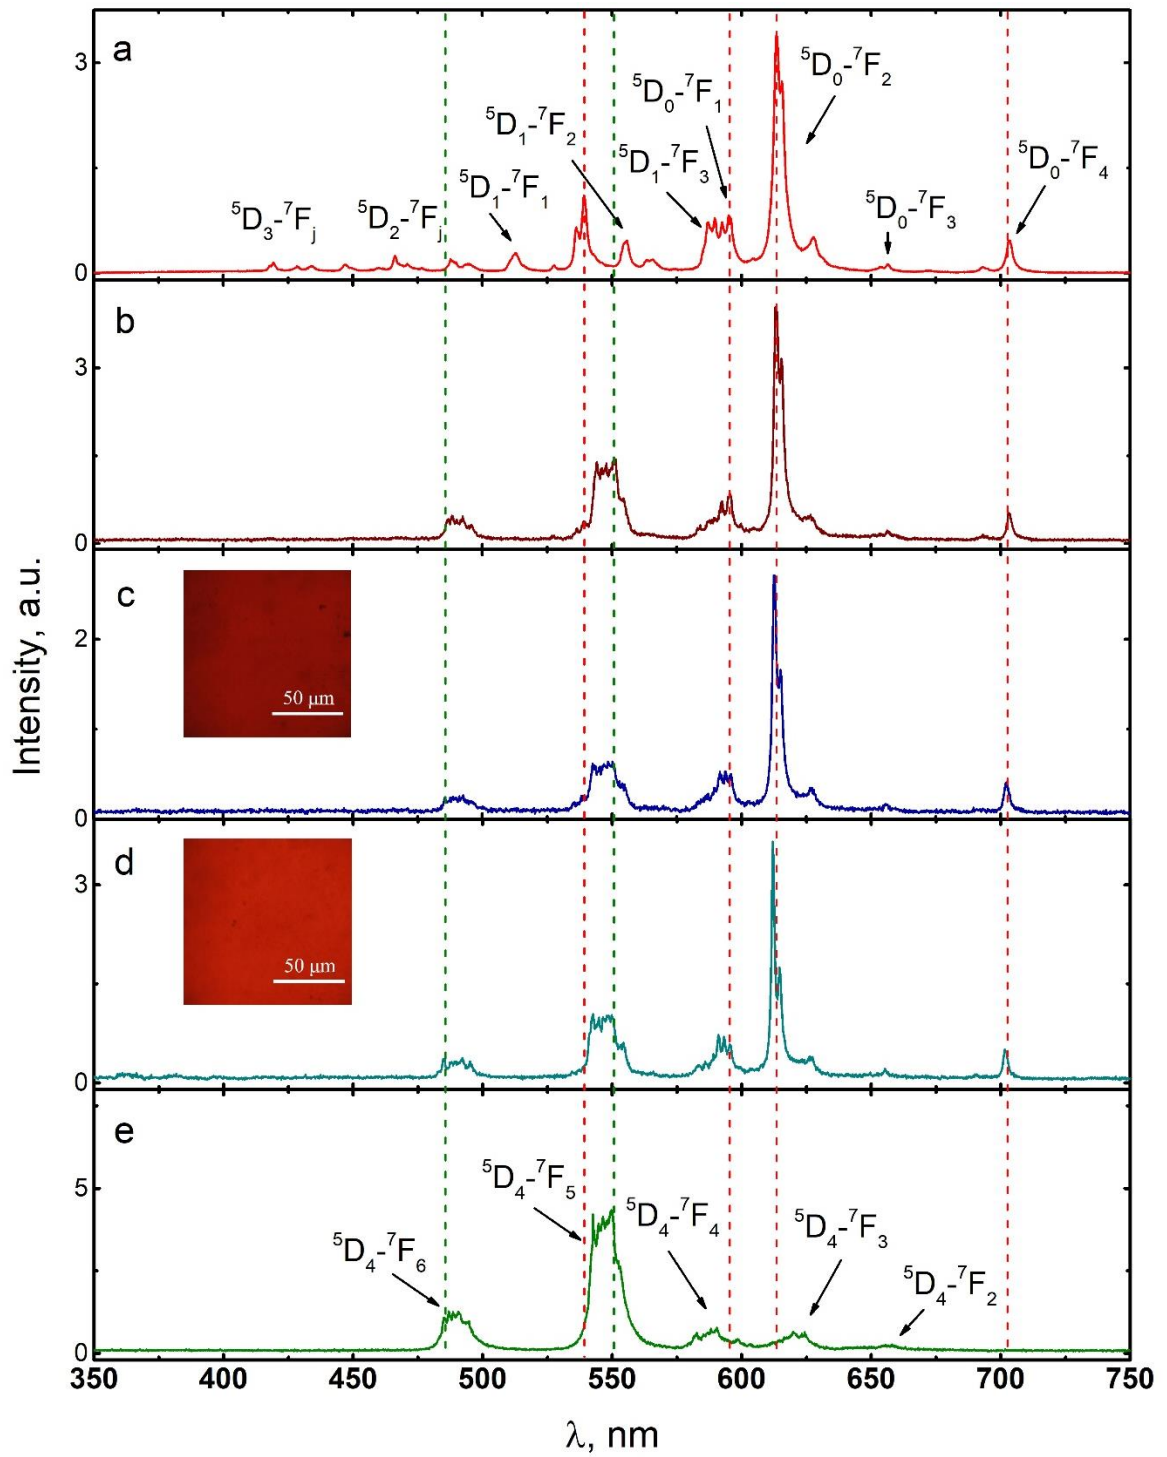 a
3
0
⁵D₃-⁷Fⱼ
⁵D₂-⁷Fⱼ
⁵D₁-⁷F₁
⁵D₁-⁷F₂
⁵D₁-⁷F₃
⁵D₀-⁷F₁
⁵D₀-⁷F₂
⁵D₀-⁷F₃
⁵D₀-⁷F₄
b
3
0
Intensity, a.u.
c
2
0
50 μm
d
3
0
50 μm
e
5
0
⁵D₄-⁷F₆
⁵D₄-⁷F₅
⁵D₄-⁷F₄
⁵D₄-⁷F₃
⁵D₄-⁷F₂
350 400 450 500 550 600 650 700 750
λ, nm